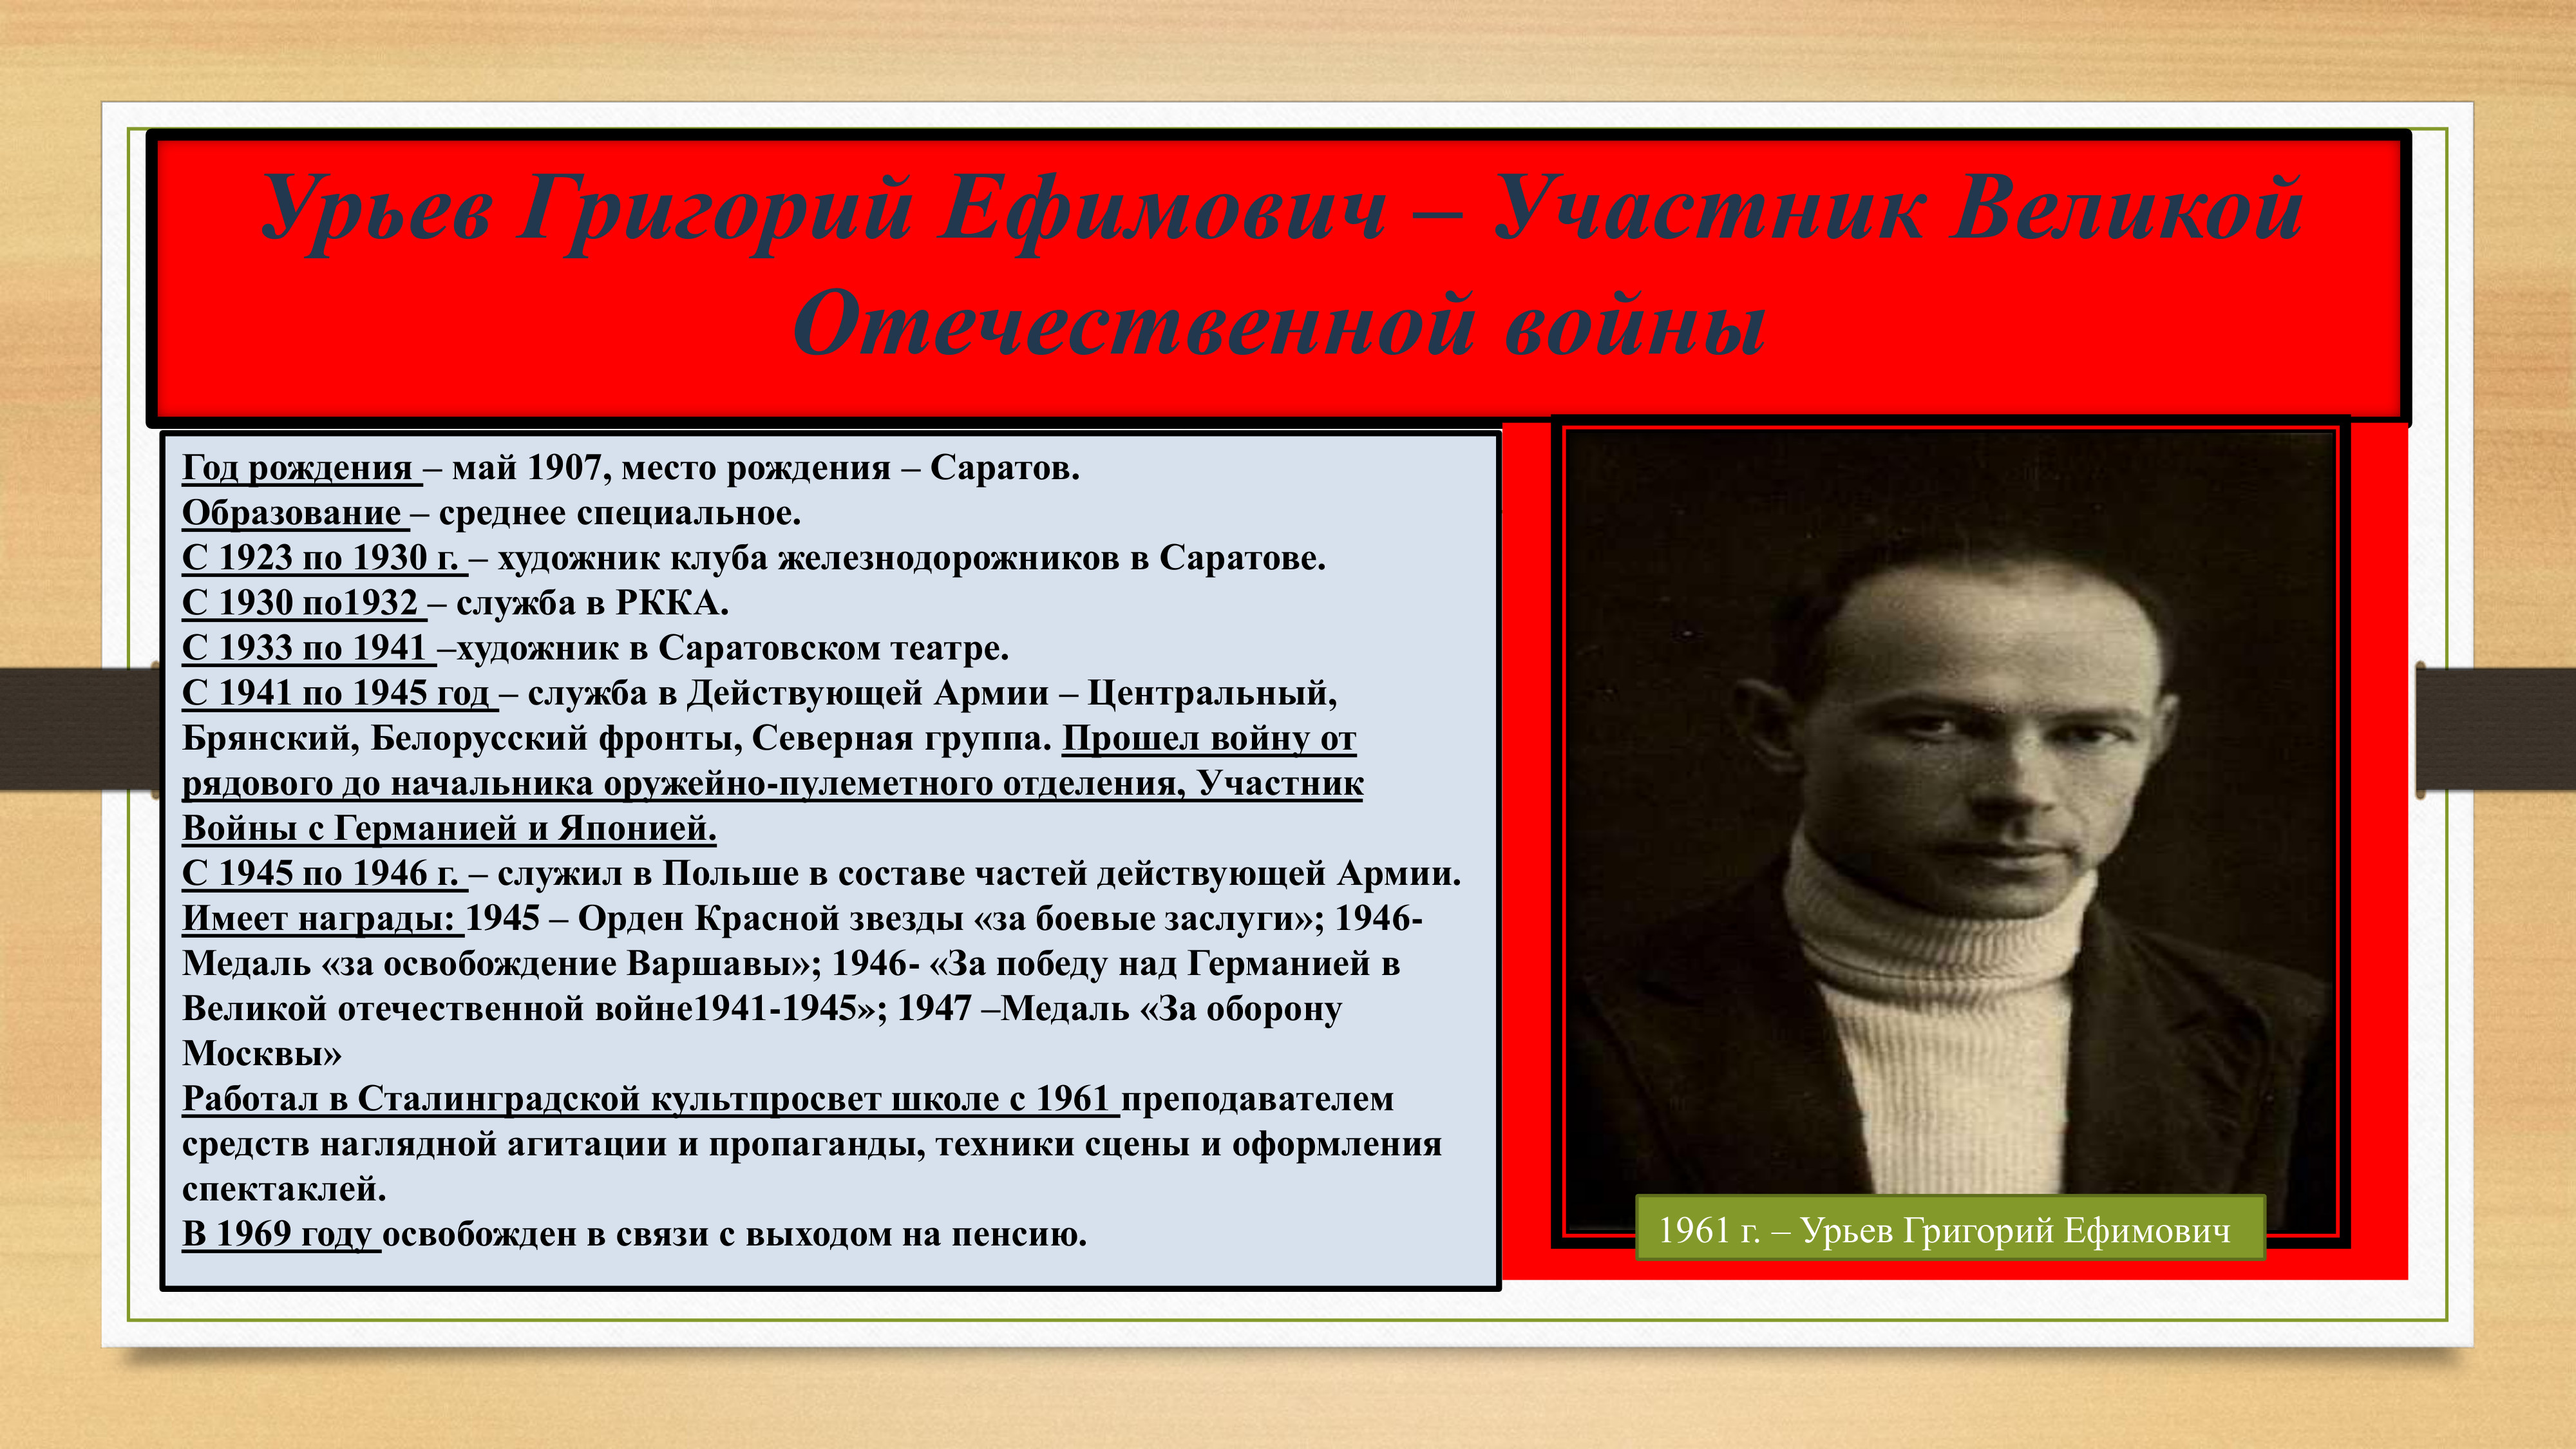 Урьев Григорий Ефимович – Участник Великой
Отечественной войны
Год рождения – май 1907, место рождения – Саратов.
Образование – среднее специальное.
С 1923 по 1930 г. – художник клуба железнодорожников в Саратове.
С 1930 по1932 – служба в РККА.
С 1933 по 1941 –художник в Саратовском театре.
С 1941 по 1945 год – служба в Действующей Армии – Центральный,
Брянский, Белорусский фронты, Северная группа. Прошел войну от
рядового до начальника оружейно-пулеметного отделения, Участник
Войны с Германией и Японией.
С 1945 по 1946 г. – служил в Польше в составе частей действующей Армии.
Имеет награды: 1945 – Орден Красной звезды «за боевые заслуги»; 1946-
Медаль «за освобождение Варшавы»; 1946- «За победу над Германией в
Великой отечественной войне1941-1945»; 1947 –Медаль «За оборону
Москвы»
Работал в Сталинградской культпросвет школе с 1961 преподавателем
средств наглядной агитации и пропаганды, техники сцены и оформления
спектаклей.
В 1969 году освобожден в связи с выходом на пенсию.
1961 г. – Урьев Григорий Ефимович